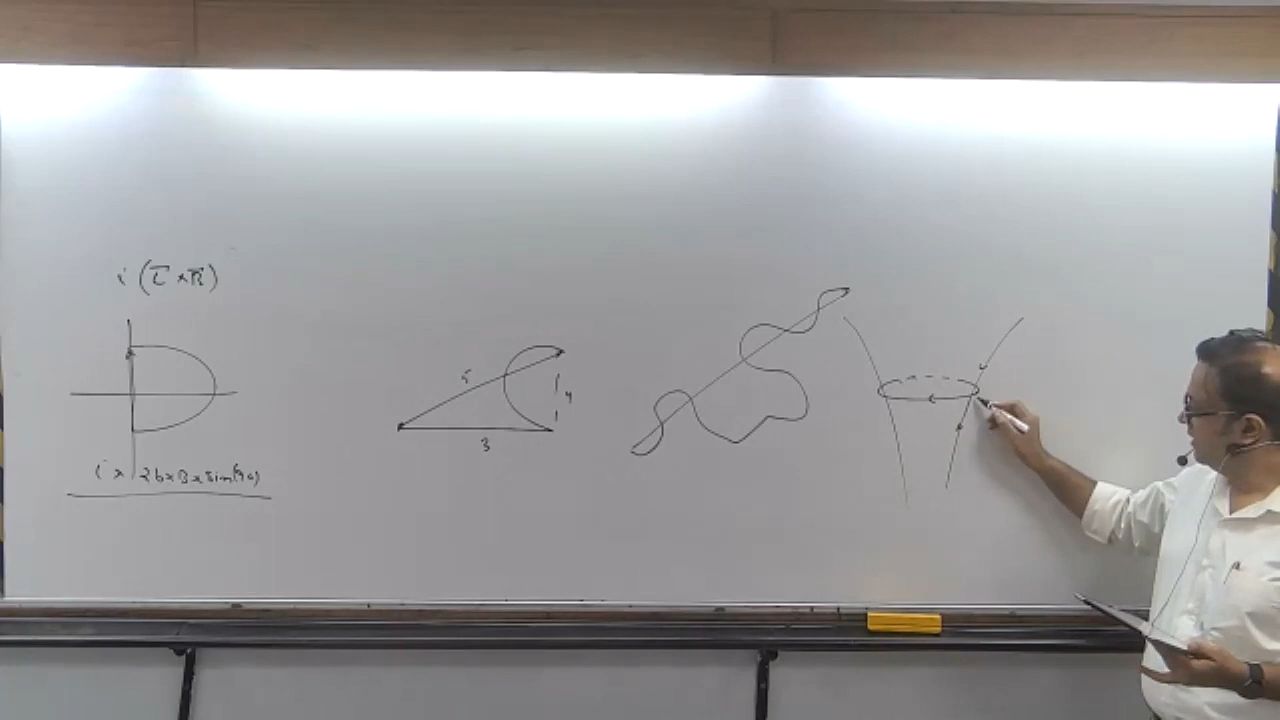 i (L̅ × B̅)
i × 2b × B × sin(90)
5
4
3